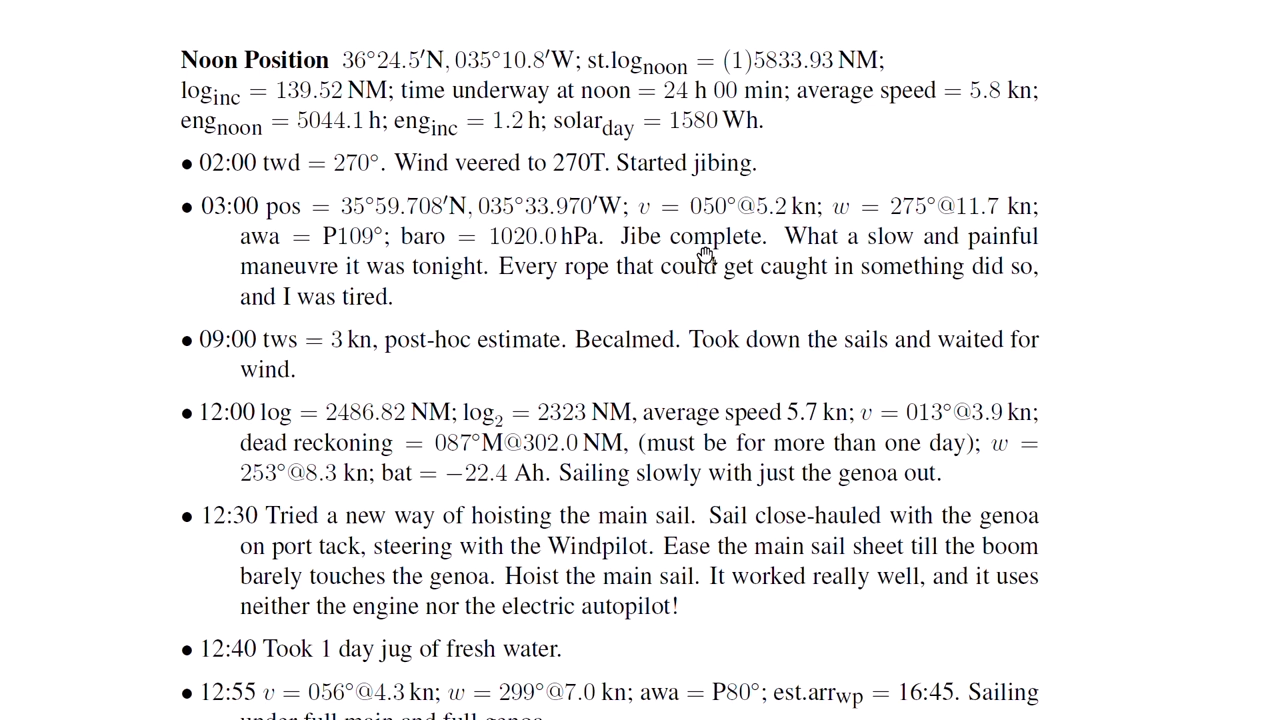 Noon Position 36°24.5′N, 035°10.8′W; st.log_noon = (1)5833.93 NM;
log_inc = 139.52 NM; time underway at noon = 24 h 00 min; average speed = 5.8 kn;
eng_noon = 5044.1 h; eng_inc = 1.2 h; solar_day = 1580 Wh.
• 02:00 twd = 270°. Wind veered to 270T. Started jibing.
• 03:00 pos = 35°59.708′N, 035°33.970′W; v = 050°@5.2 kn; w = 275°@11.7 kn;
awa = P109°; baro = 1020.0 hPa. Jibe complete. What a slow and painful
maneuvre it was tonight. Every rope that could get caught in something did so,
and I was tired.
• 09:00 tws = 3 kn, post-hoc estimate. Becalmed. Took down the sails and waited for
wind.
• 12:00 log = 2486.82 NM; log₂ = 2323 NM, average speed 5.7 kn; v = 013°@3.9 kn;
dead reckoning = 087°M@302.0 NM, (must be for more than one day); w =
253°@8.3 kn; bat = −22.4 Ah. Sailing slowly with just the genoa out.
• 12:30 Tried a new way of hoisting the main sail. Sail close-hauled with the genoa
on port tack, steering with the Windpilot. Ease the main sail sheet till the boom
barely touches the genoa. Hoist the main sail. It worked really well, and it uses
neither the engine nor the electric autopilot!
• 12:40 Took 1 day jug of fresh water.
• 12:55 v = 056°@4.3 kn; w = 299°@7.0 kn; awa = P80°; est.arr_wp = 16:45. Sailing
under full main and full genoa.